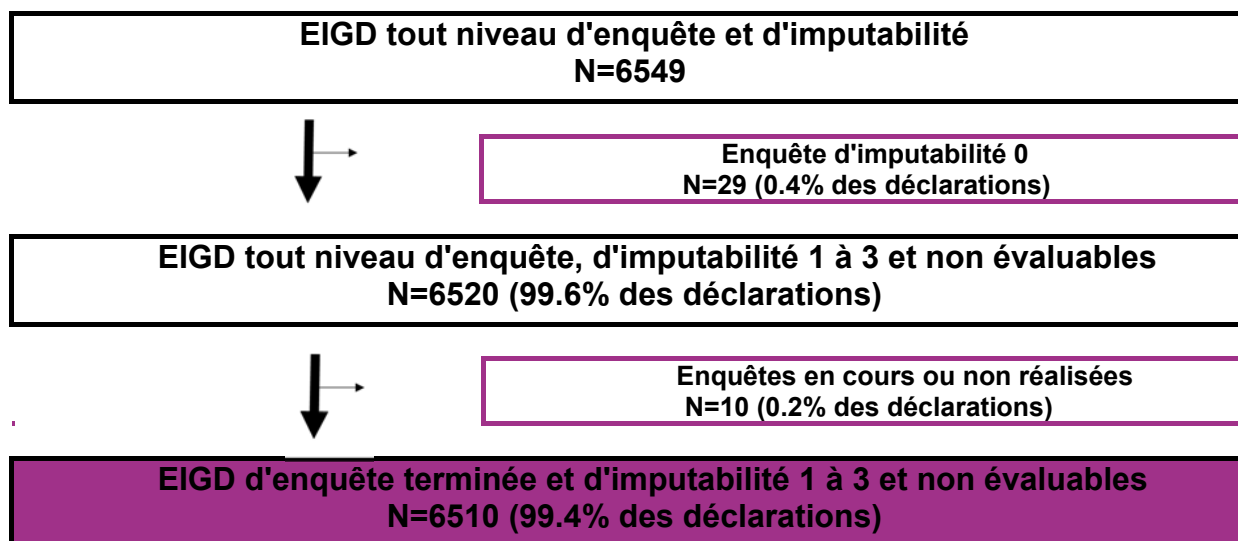 EIGD tout niveau d'enquête et d'imputabilité
N=6549
Enquête d'imputabilité 0
N=29 (0.4% des déclarations)
EIGD tout niveau d'enquête, d'imputabilité 1 à 3 et non évaluables
N=6520 (99.6% des déclarations)
Enquêtes en cours ou non réalisées
N=10 (0.2% des déclarations)
EIGD d'enquête terminée et d'imputabilité 1 à 3 et non évaluables
N=6510 (99.4% des déclarations)